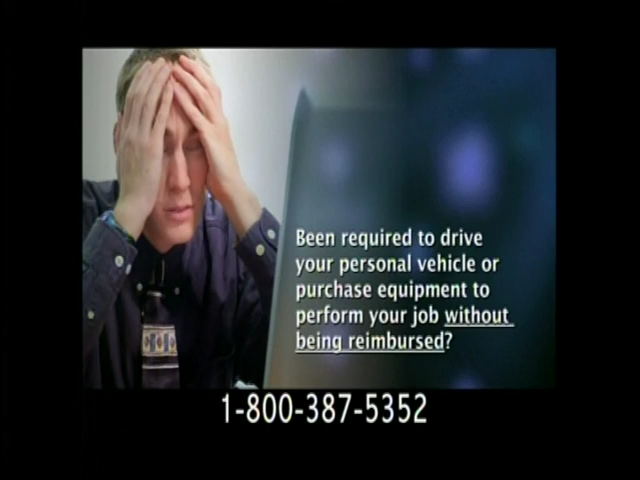 Been required to drive
your personal vehicle or
purchase equipment to
perform your job without
being reimbursed?
1-800-387-5352